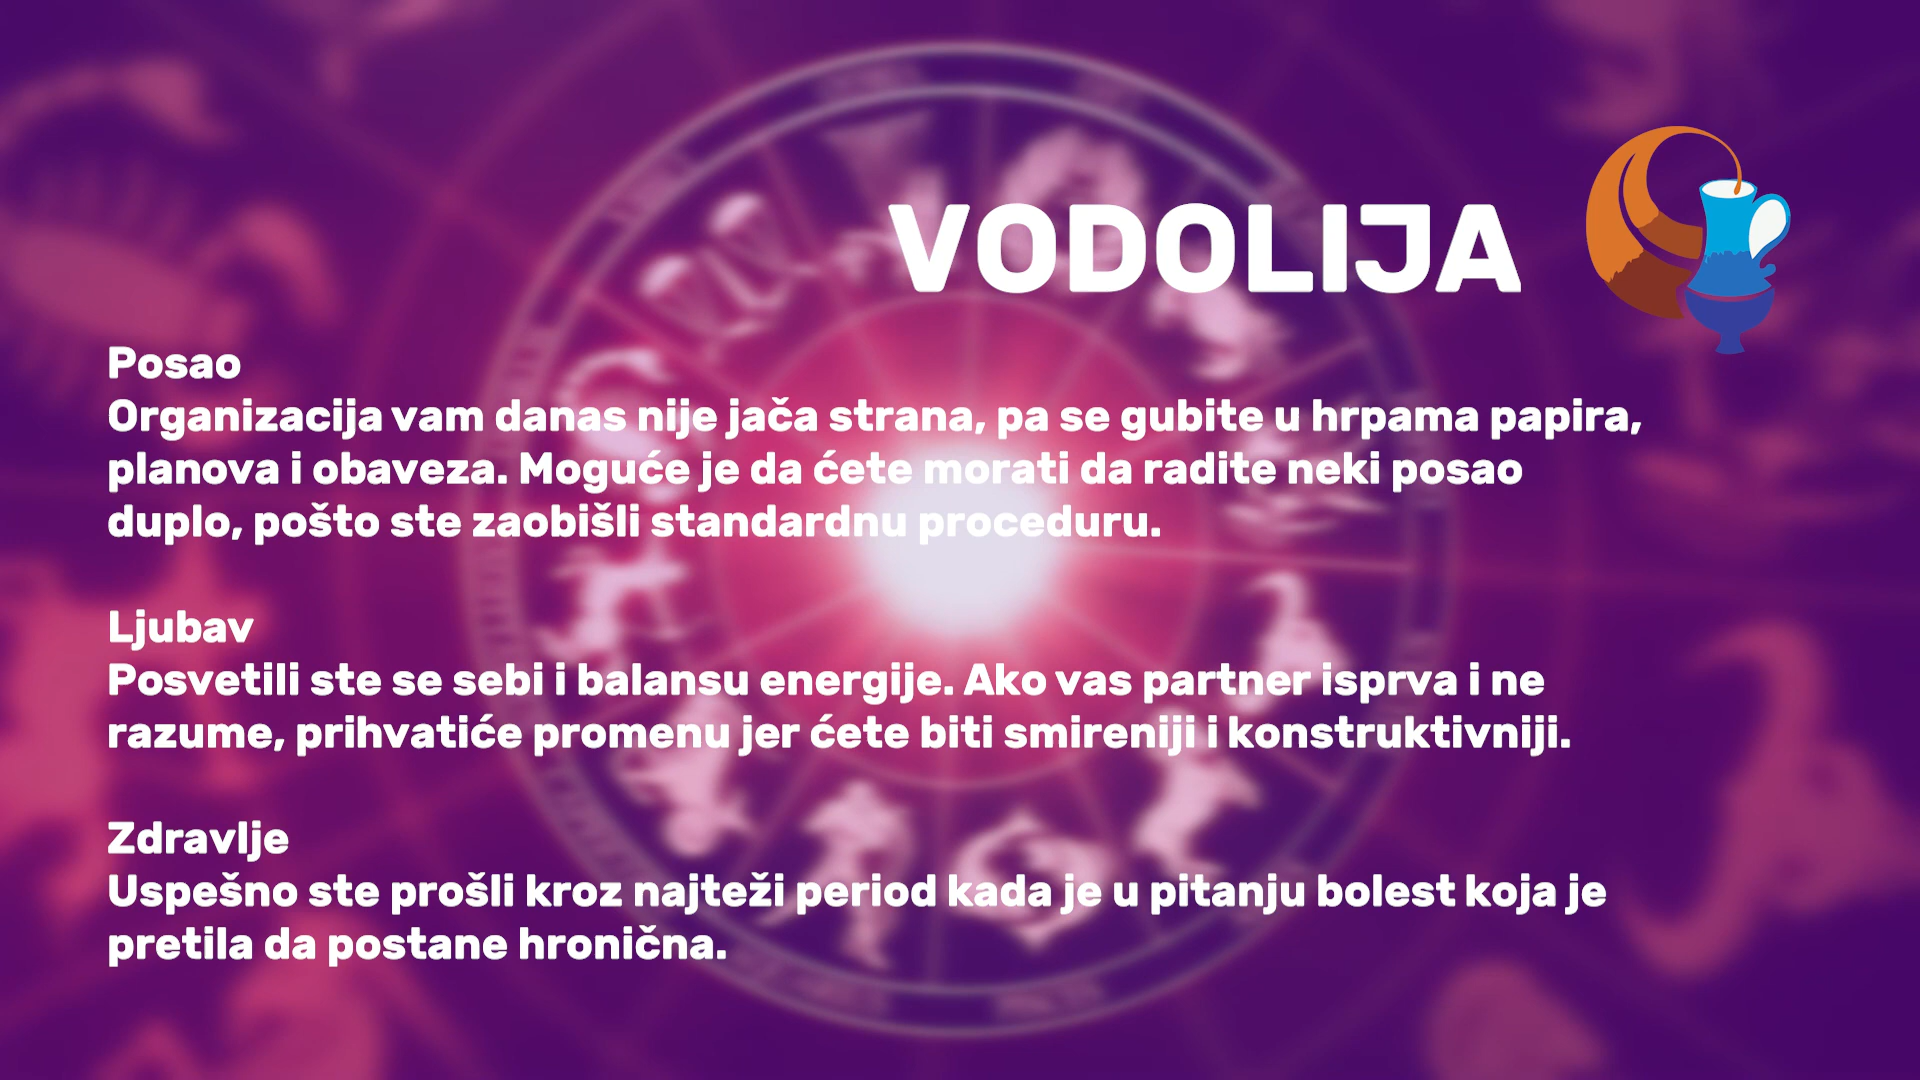 VODOLIJA
Posao
Organizacija vam danas nije jača strana, pa se gubite u hrpama papira,
planova i obaveza. Moguće je da ćete morati da radite neki posao
duplo, pošto ste zaobišli standardnu proceduru.
Ljubav
Posvetili ste se sebi i balansu energije. Ako vas partner isprva i ne
razume, prihvatiće promenu jer ćete biti smireniji i konstruktivniji.
Zdravlje
Uspešno ste prošli kroz najteži period kada je u pitanju bolest koja je
pretila da postane hronična.